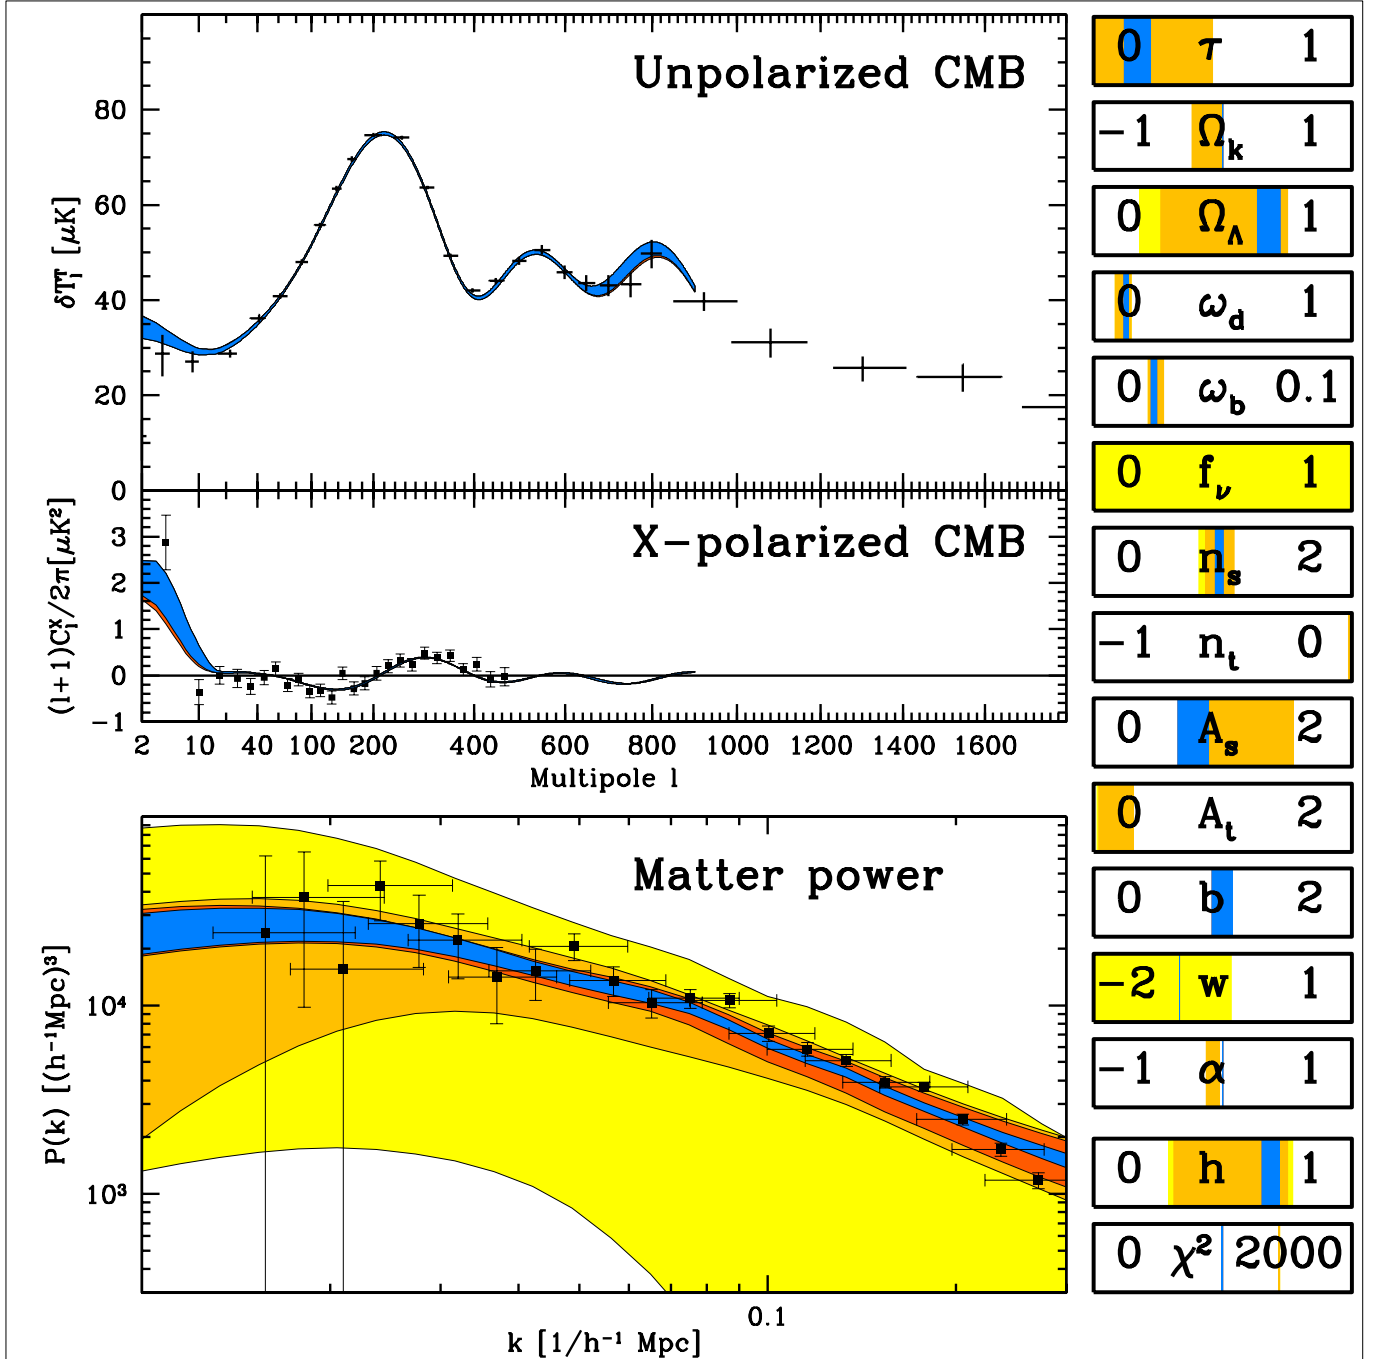 Unpolarized CMB
80
60
40
20
0
δT_l^T [μK]
X-polarized CMB
3
2
1
0
−1
(l+1)C_l^X/2π[μK²]
2 10 40 100 200 400 600 800 1000 1200 1400 1600
Multipole l
Matter power
10⁴
10³
P(k) [(h⁻¹Mpc)³]
0.1
k [1/h⁻¹ Mpc]
0 τ 1
−1 Ω_k 1
0 Ω_Λ 1
0 ω_d 1
0 ω_b 0.1
0 f_ν 1
0 n_s 2
−1 n_t 0
0 A_s 2
0 A_t 2
0 b 2
−2 w 1
−1 α 1
0 h 1
0 χ² 2000